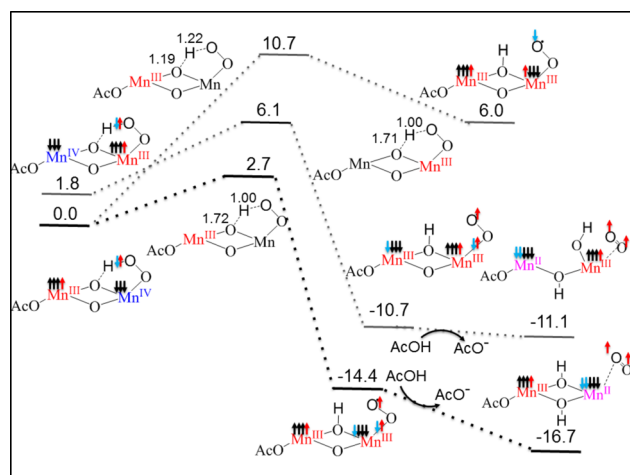 1.22
H O
1.19
Mn III O O
AcO O Mn
10.7
O
H O
Mn III O Mn III
AcO O
6.0
H O
Mn IV O O
AcO O Mn III
6.1
1.00
H O
1.71 O
AcO Mn O Mn III
O
1.8
2.7
0.0
1.00
H O
1.72 O
Mn III O Mn
AcO O
H O
Mn III O O
AcO O Mn IV
O
H O
Mn III O Mn III
AcO O
O
HO O
Mn II Mn III
AcO O
H
-10.7
-11.1
AcOH AcO−
-14.4
AcOH
AcO−
O
H O
Mn III O Mn III
AcO O
H O
O O
Mn III Mn II
AcO O
H
-16.7